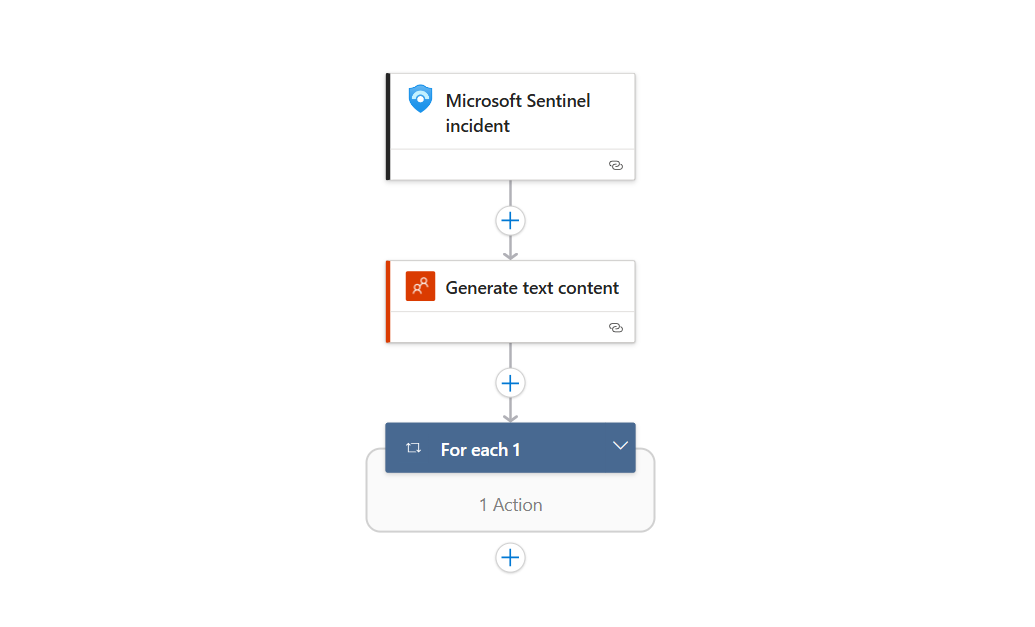 Microsoft Sentinel
incident
Generate text content
For each 1
1 Action